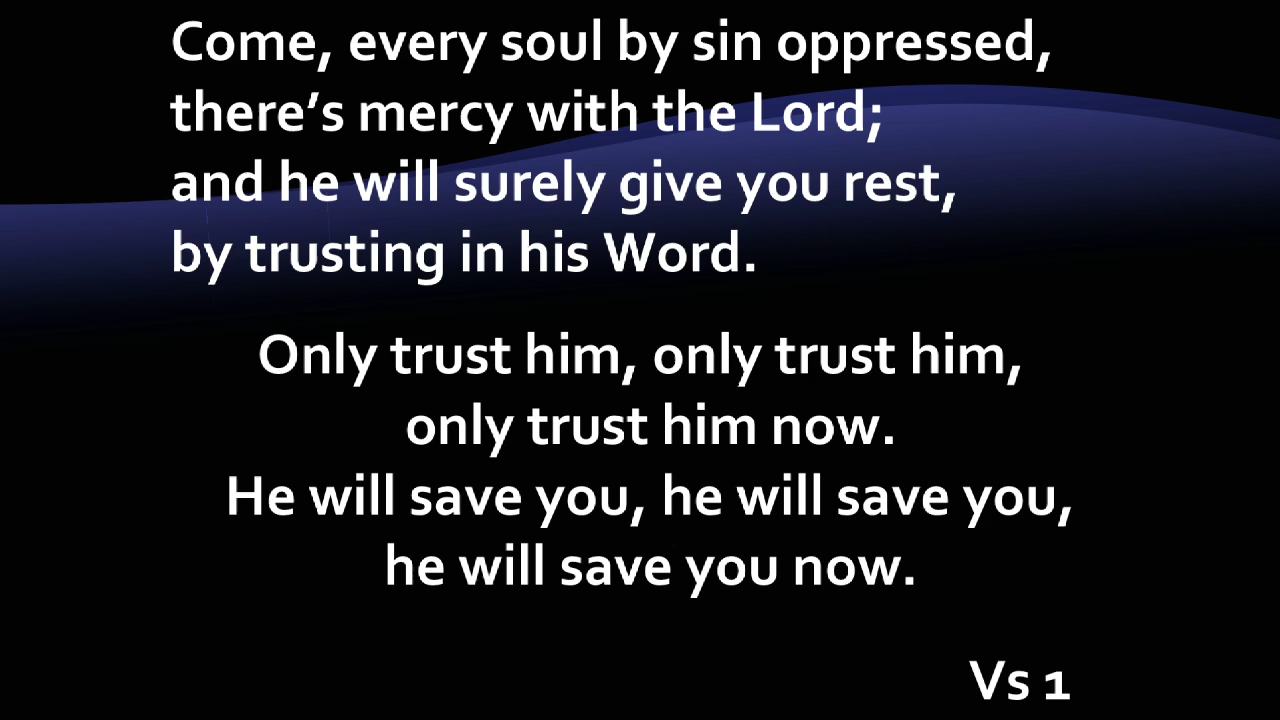 Come, every soul by sin oppressed,
there’s mercy with the Lord;
and he will surely give you rest,
by trusting in his Word.
Only trust him, only trust him,
only trust him now.
He will save you, he will save you,
he will save you now.
Vs 1